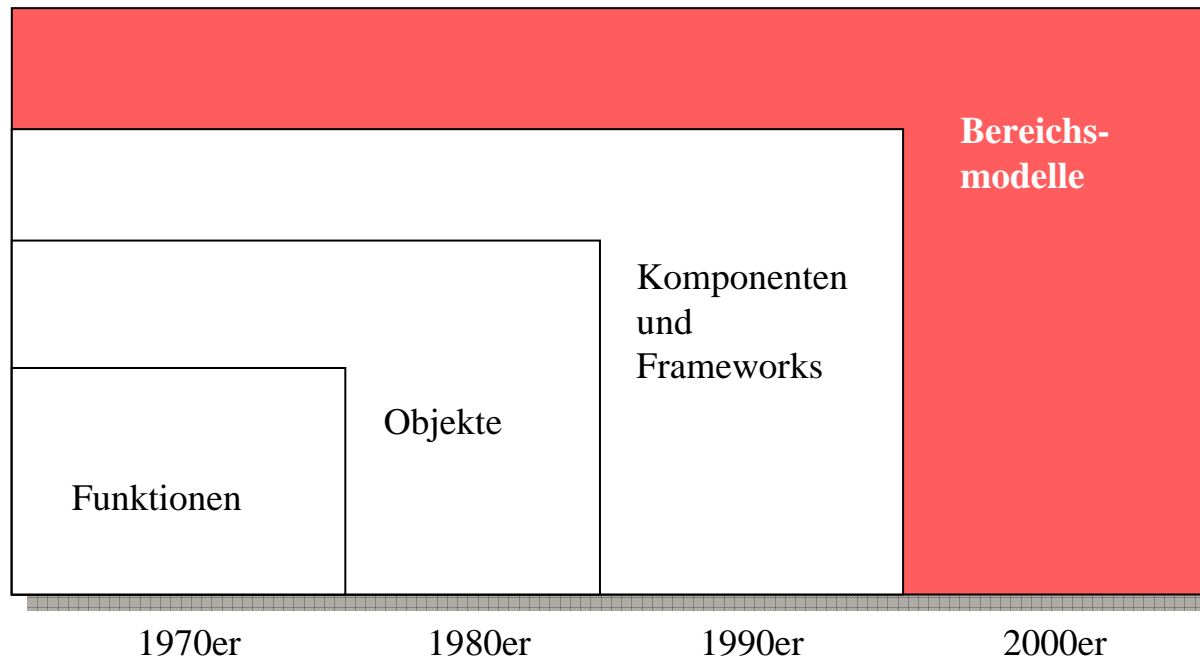 Bereichs-
modelle
Komponenten
und
Frameworks
Objekte
Funktionen
1970er 1980er 1990er 2000er